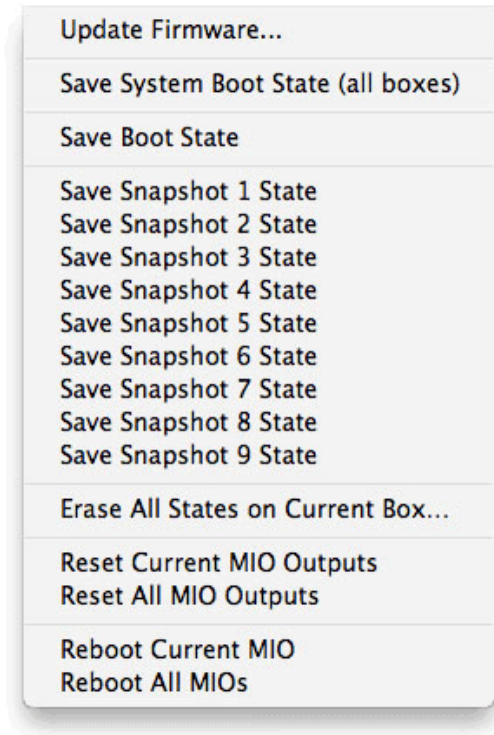 Update Firmware...
Save System Boot State (all boxes)
Save Boot State
Save Snapshot 1 State
Save Snapshot 2 State
Save Snapshot 3 State
Save Snapshot 4 State
Save Snapshot 5 State
Save Snapshot 6 State
Save Snapshot 7 State
Save Snapshot 8 State
Save Snapshot 9 State
Erase All States on Current Box...
Reset Current MIO Outputs
Reset All MIO Outputs
Reboot Current MIO
Reboot All MIOs